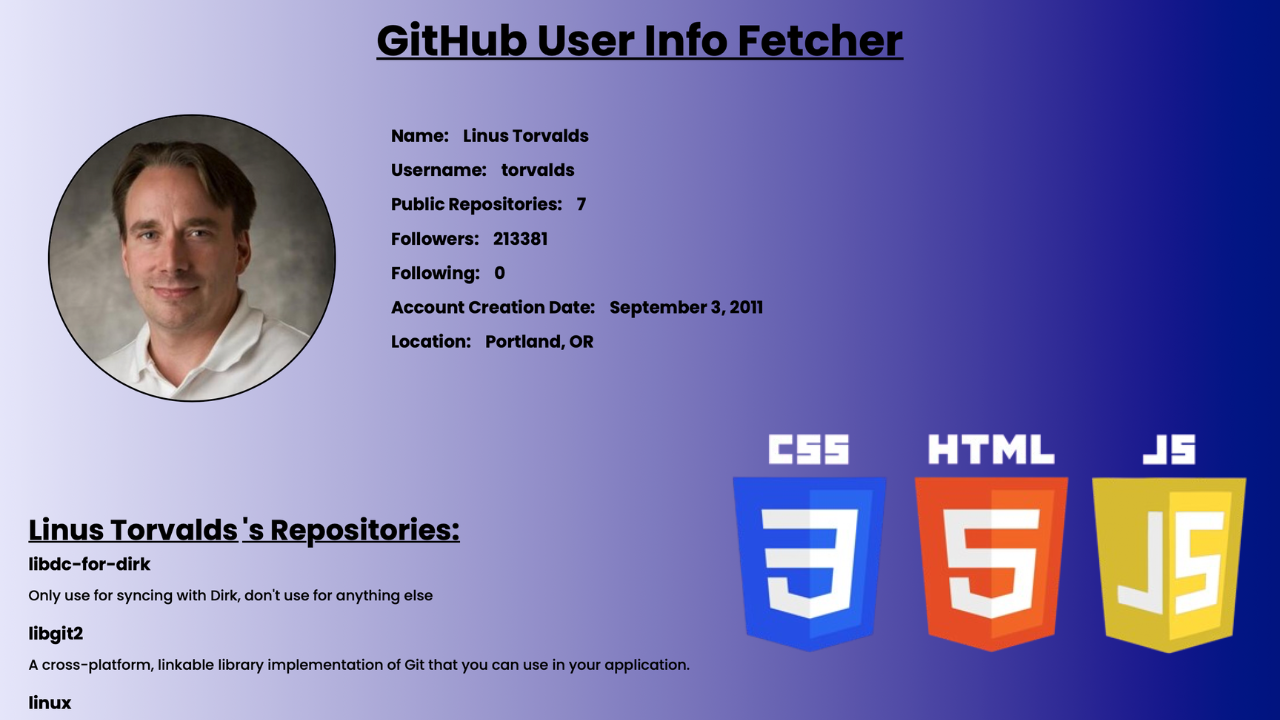 GitHub User Info Fetcher
Name: Linus Torvalds
Username: torvalds
Public Repositories: 7
Followers: 213381
Following: 0
Account Creation Date: September 3, 2011
Location: Portland, OR
CSS HTML JS
3 5 JS
Linus Torvalds 's Repositories:
libdc-for-dirk
Only use for syncing with Dirk, don't use for anything else
libgit2
A cross-platform, linkable library implementation of Git that you can use in your application.
linux